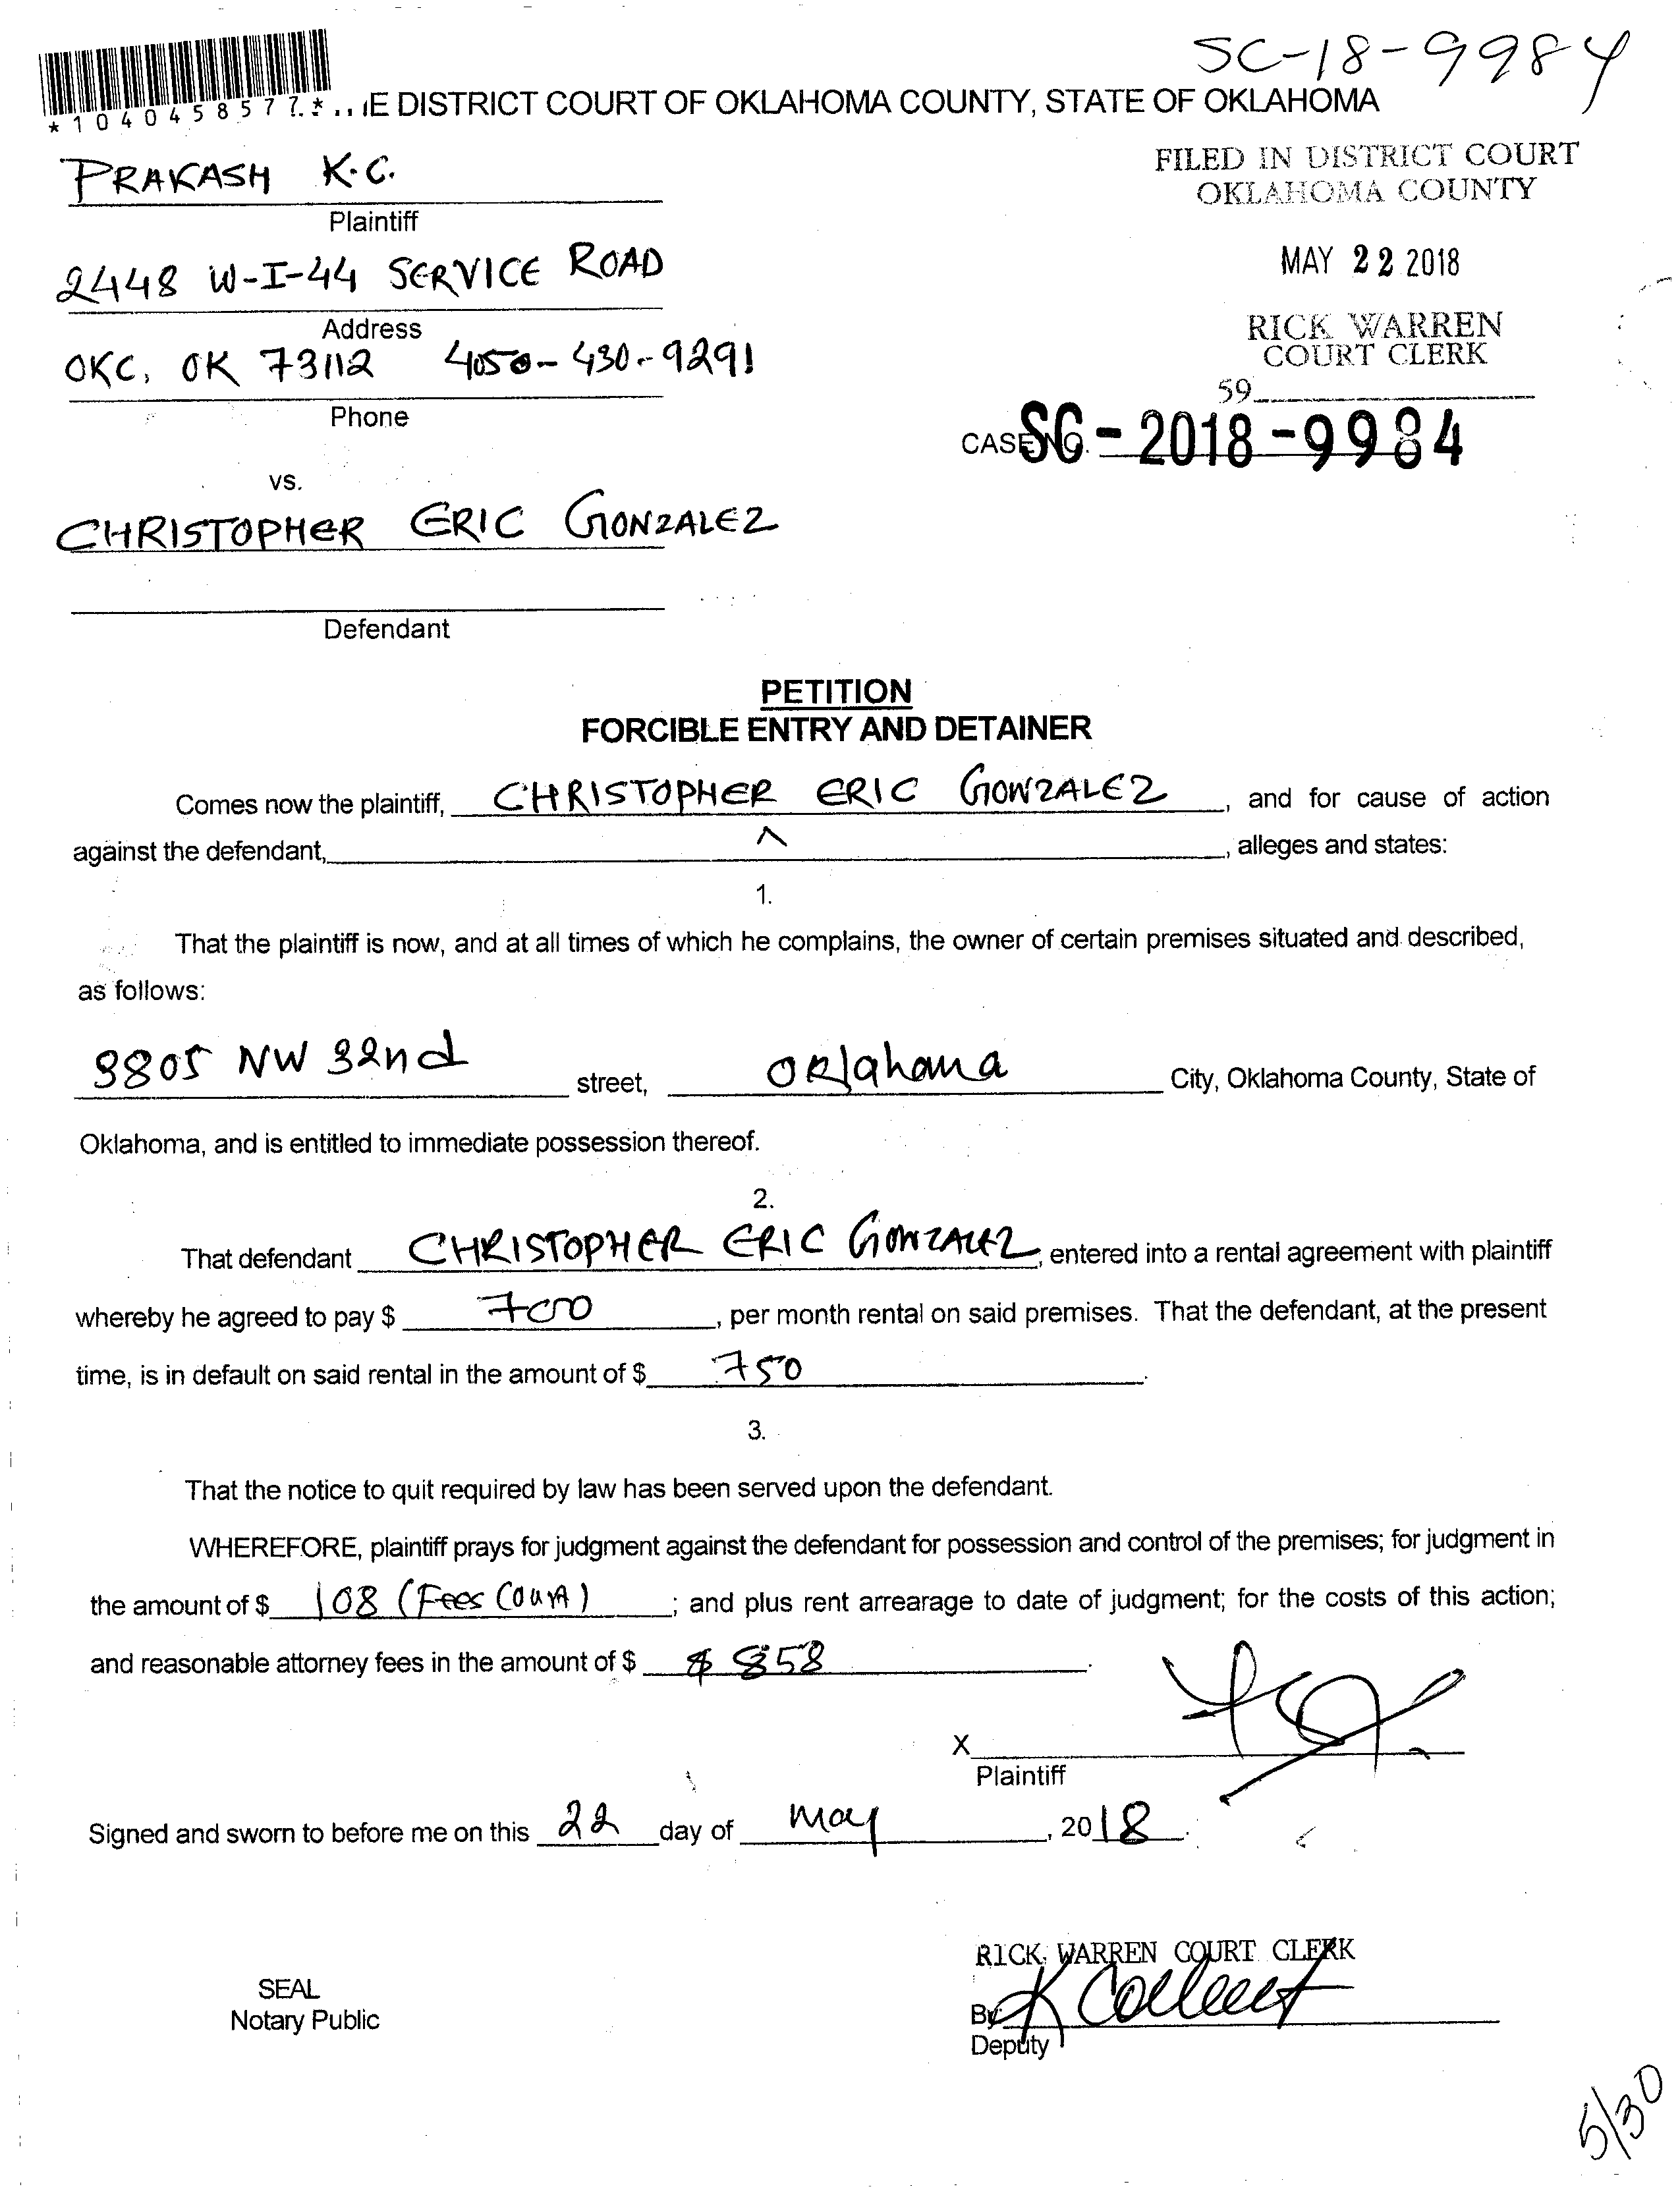 SC-18-9984
*1040458577.* ..IE DISTRICT COURT OF OKLAHOMA COUNTY, STATE OF OKLAHOMA
PRAKASH K.C.
Plaintiff
FILED IN DISTRICT COURT
OKLAHOMA COUNTY
2448 W-I-44 SERVICE ROAD
Address
MAY 22 2018
RICK WARREN
COURT CLERK
OKC, OK 73112 4050-430-9291
Phone
59
CASE NO. SC-2018-9984
vs.
CHRISTOPHER ERIC GONZALEZ
Defendant
PETITION
FORCIBLE ENTRY AND DETAINER
Comes now the plaintiff, CHRISTOPHER ERIC GONZALEZ, and for cause of action
against the defendant, ^, alleges and states:
1.
That the plaintiff is now, and at all times of which he complains, the owner of certain premises situated and described,
as follows:
3805 NW 32nd street, Oklahoma City, Oklahoma County, State of
Oklahoma, and is entitled to immediate possession thereof.
2.
That defendant CHRISTOPHER ERIC GONZALEZ, entered into a rental agreement with plaintiff
whereby he agreed to pay $ 700, per month rental on said premises. That the defendant, at the present
time, is in default on said rental in the amount of $ 750.
3.
That the notice to quit required by law has been served upon the defendant.
WHEREFORE, plaintiff prays for judgment against the defendant for possession and control of the premises; for judgment in
the amount of $ 108 (Fees Court); and plus rent arrearage to date of judgment; for the costs of this action;
and reasonable attorney fees in the amount of $ $ 858.
X
Plaintiff
Signed and sworn to before me on this 22 day of May, 2018.
RICK WARREN COURT CLERK
SEAL
Notary Public
By
Deputy
5/30